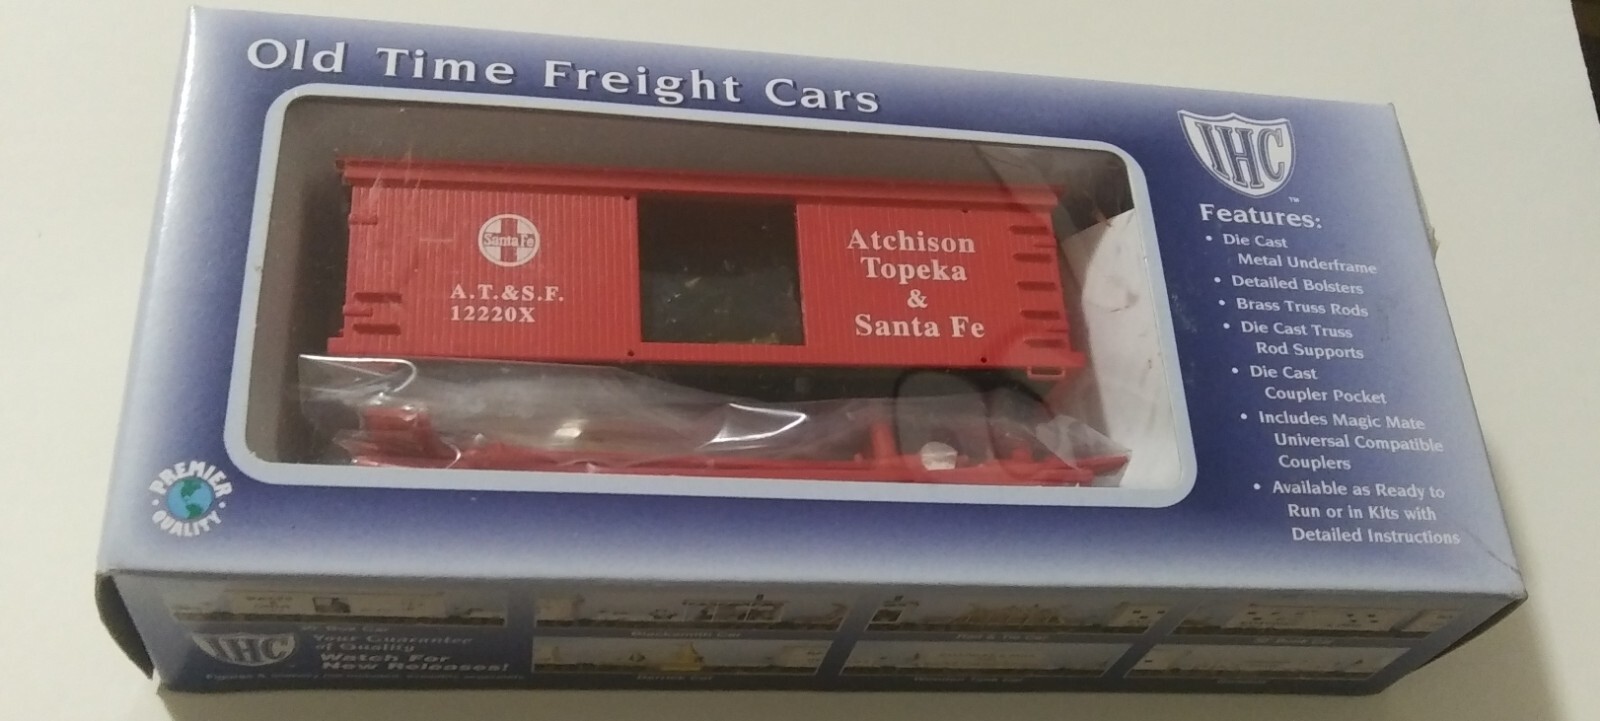 Old Time Freight Cars
IHC
™
Features:
• Die Cast
Metal Underframe
• Detailed Bolsters
• Brass Truss Rods
• Die Cast Truss
Rod Supports
• Die Cast
Coupler Pocket
• Includes Magic Mate
Universal Compatible
Couplers
• Available as Ready to
Run or in Kits with
Detailed Instructions
Santa Fe
A.T.&S.F.
12220X
Atchison
Topeka
&
Santa Fe
PREMIER
QUALITY
IHC
Your Guarantee
of Quality
Watch For
New Releases!
Blacksmith Car
Derrick Car